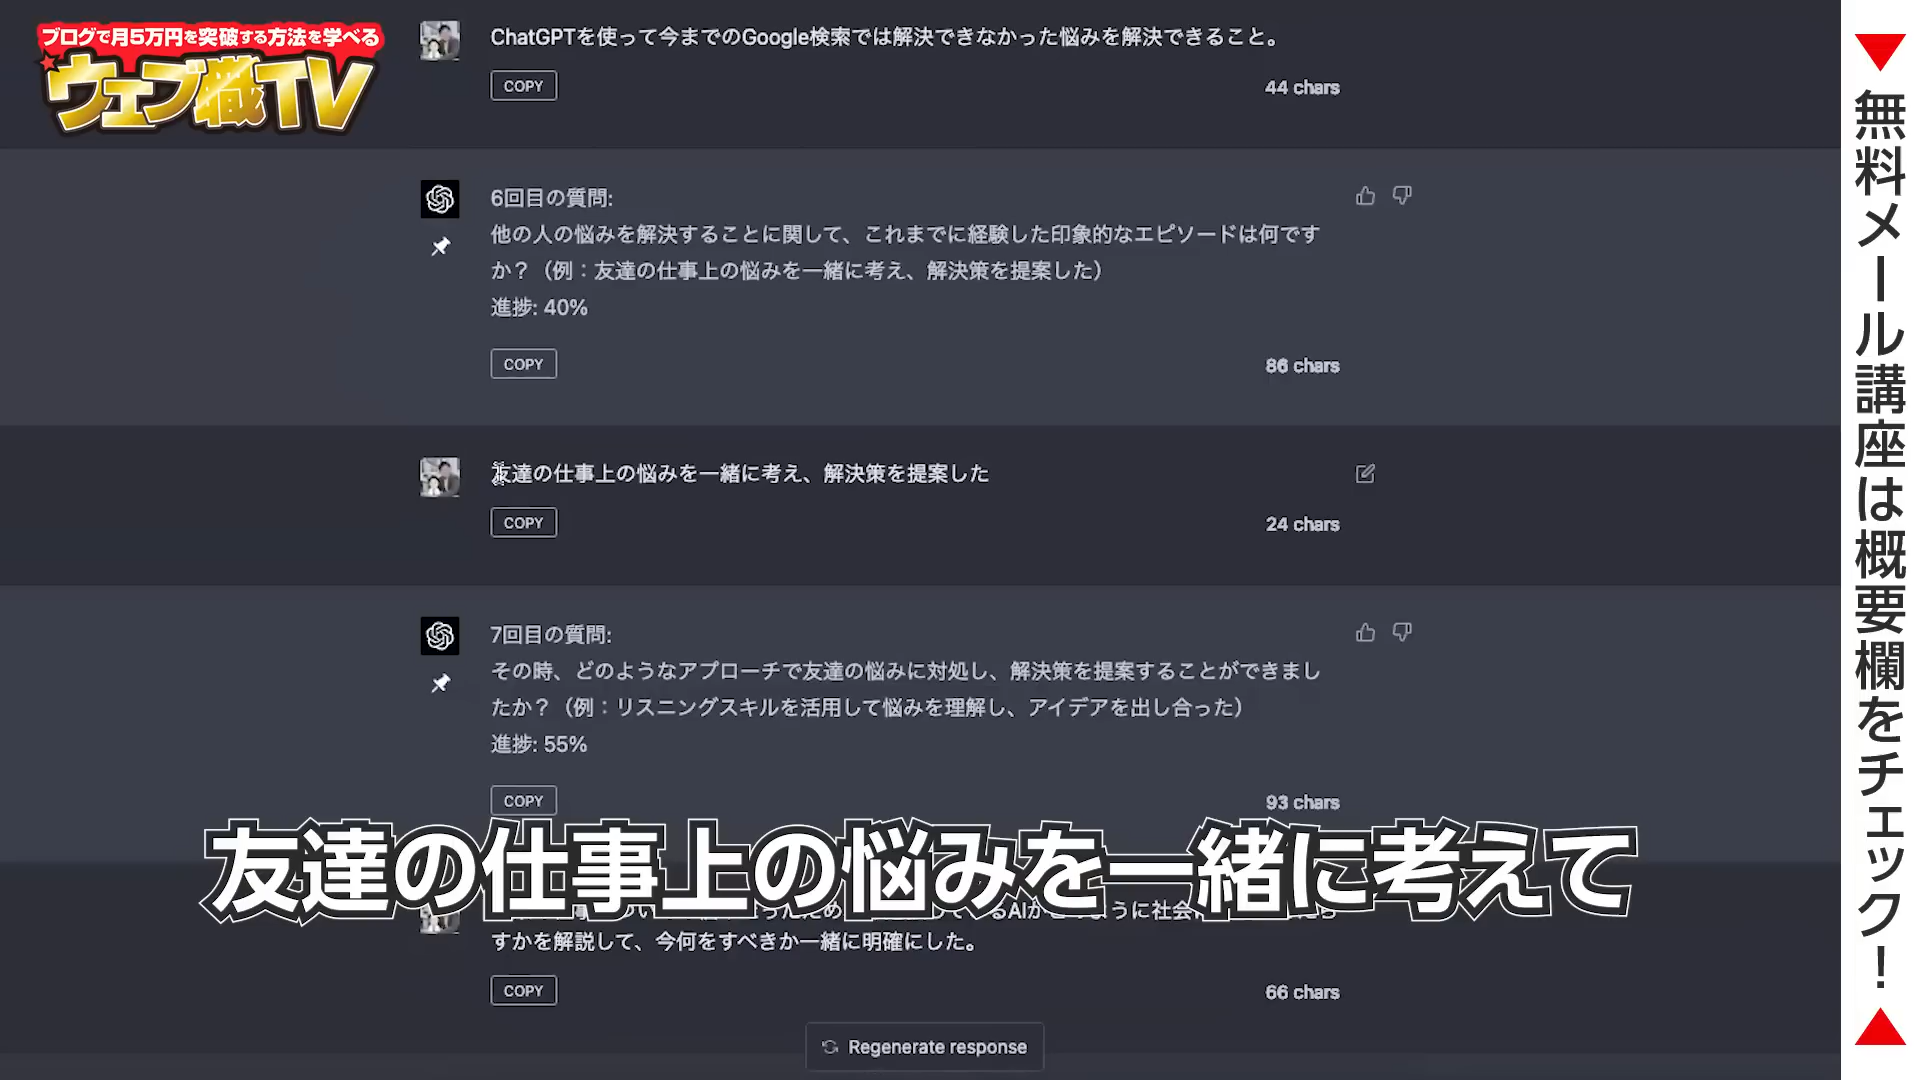 ブログで月5万円を突破する方法を学べる
ウェブ職TV
ChatGPTを使って今までのGoogle検索では解決できなかった悩みを解決できること。
COPY
44 chars
6回目の質問:
他の人の悩みを解決することに関して、これまでに経験した印象的なエピソードは何です
か？（例：友達の仕事上の悩みを一緒に考え、解決策を提案した）
進捗: 40%
COPY
86 chars
友達の仕事上の悩みを一緒に考え、解決策を提案した
COPY
24 chars
7回目の質問:
その時、どのようなアプローチで友達の悩みに対処し、解決策を提案することができまし
たか？（例：リスニングスキルを活用して悩みを理解し、アイデアを出し合った）
進捗: 55%
COPY
93 chars
友達の仕事上の悩みを一緒に考えて
AIが
ように社会
すかを解説して、今何をすべきか一緒に明確にした。
COPY
66 chars
Regenerate response
無料メール講座は概要欄をチェック！